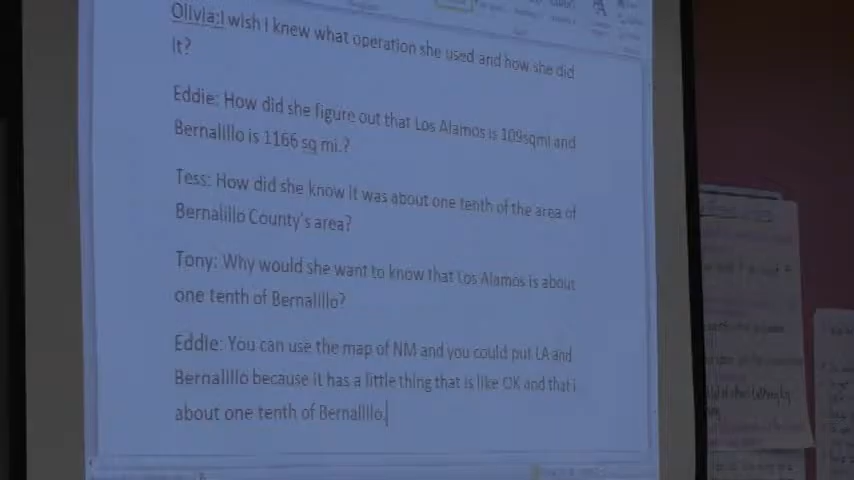 Olivia:I wish I knew what operation she used and how she did
it?
Eddie: How did she figure out that Los Alamos is 109sqmi and
Bernalillo is 1166 sq mi.?
Tess: How did she know it was about one tenth of the area of
Bernalillo County's area?
Tony: Why would she want to know that Los Alamos is about
one tenth of Bernalillo?
Eddie: You can use the map of NM and you could put LA and
Bernalillo because it has a little thing that is like OK and that i
about one tenth of Bernalillo.